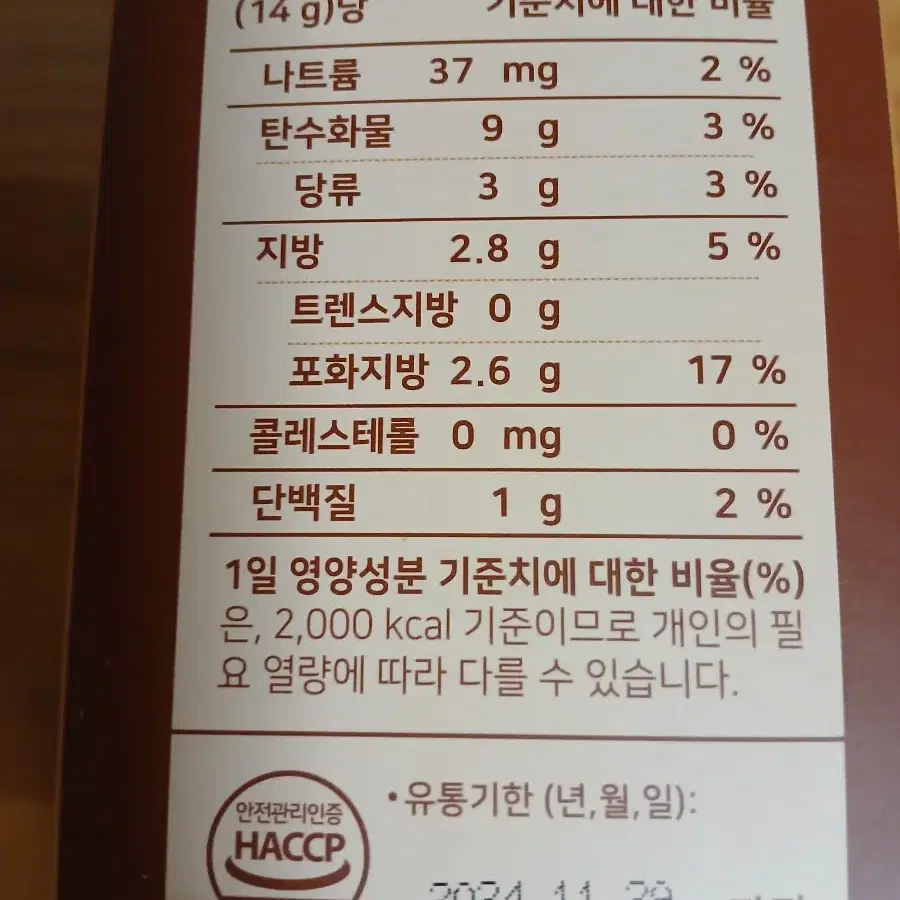 (14 g)당 기준치에 대한 비율
나트륨 37 mg 2 %
탄수화물 9 g 3 %
당류 3 g 3 %
지방 2.8 g 5 %
트렌스지방 0 g
포화지방 2.6 g 17 %
콜레스테롤 0 mg 0 %
단백질 1 g 2 %
1일 영양성분 기준치에 대한 비율(%)
은, 2,000 kcal 기준이므로 개인의 필
요 열량에 따라 다를 수 있습니다.
•유통기한 (년,월,일):
안전관리인증
HACCP
2024 11 29